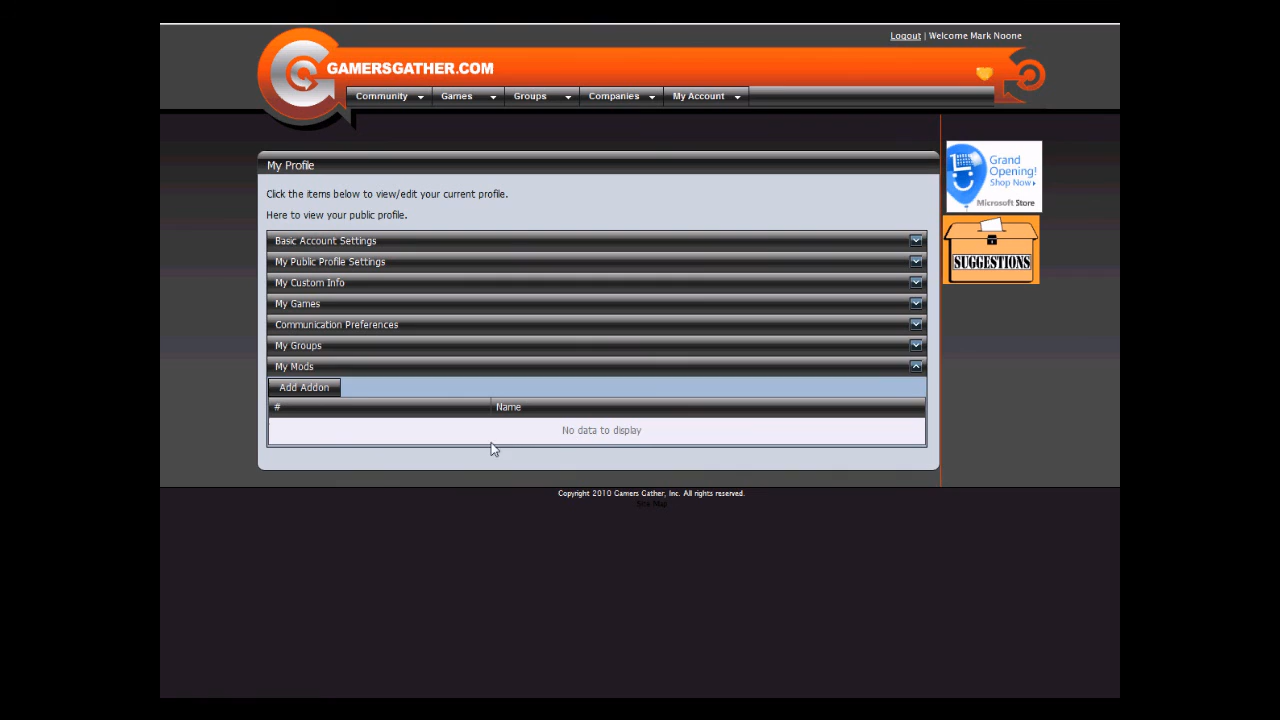 Logout | Welcome Mark Noone
GAMERSGATHER.COM
Community Games Groups Companies My Account
My Profile
Click the items below to view/edit your current profile.
Here to view your public profile.
Basic Account Settings
My Public Profile Settings
My Custom Info
My Games
Communication Preferences
My Groups
My Mods
Add Addon
# Name
No data to display
Grand
Opening!
Shop Now
Microsoft Store
SUGGESTIONS
Copyright 2010 Gamers Gather, Inc. All rights reserved.
Site Map